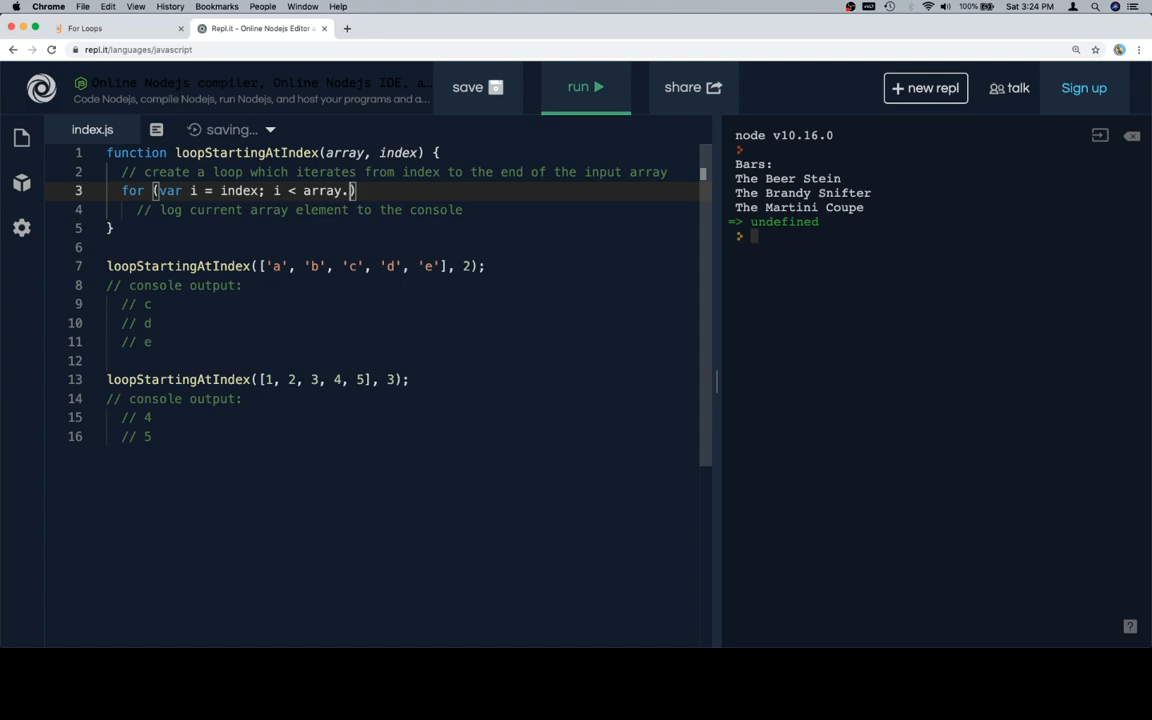 Chrome File Edit View History Bookmarks People Window Help 100% Sat 3:24 PM
For Loops × Repl.it - Online Nodejs Editor a × +
repl.it/languages/javascript
Online Nodejs compiler, Online Nodejs IDE, a...
Code Nodejs, compile Nodejs, run Nodejs, and host your programs and a...
save run share + new repl talk Sign up
index.js saving...
1 function loopStartingAtIndex(array, index) {
2 // create a loop which iterates from index to the end of the input array
3 for (var i = index; i < array.)
4 // log current array element to the console
5 }
6
7 loopStartingAtIndex(['a', 'b', 'c', 'd', 'e'], 2);
8 // console output:
9 // c
10 // d
11 // e
12
13 loopStartingAtIndex([1, 2, 3, 4, 5], 3);
14 // console output:
15 // 4
16 // 5
node v10.16.0
>
Bars:
The Beer Stein
The Brandy Snifter
The Martini Coupe
=> undefined
>
?